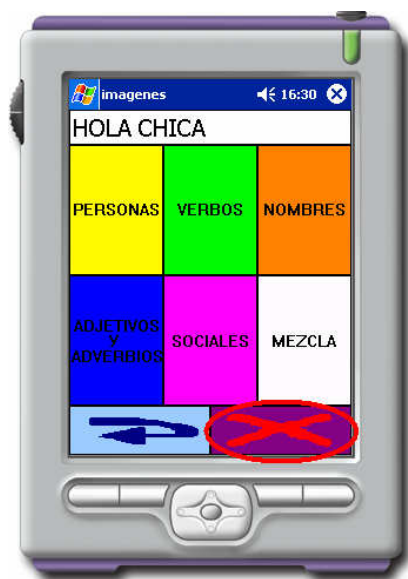 imagenes 16:30
HOLA CHICA
PERSONAS VERBOS NOMBRES
ADJETIVOS
Y
ADVERBIOS
SOCIALES MEZCLA